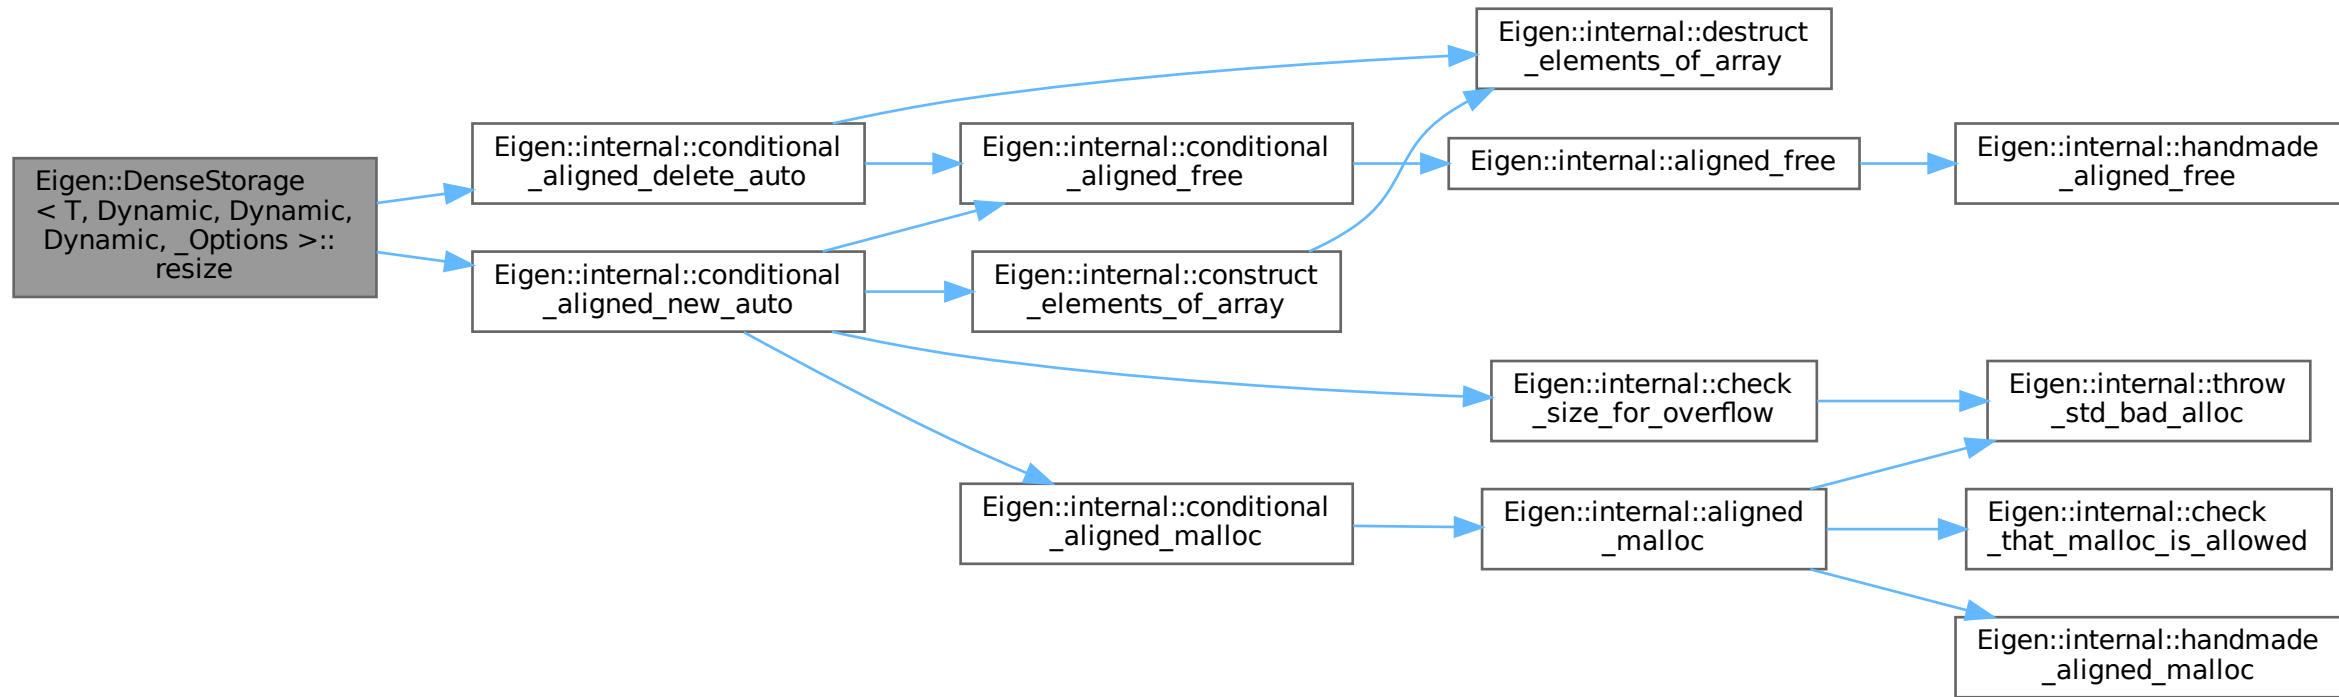 Eigen::DenseStorage
< T, Dynamic, Dynamic,
Dynamic, _Options >::
resize
Eigen::internal::conditional
_aligned_delete_auto
Eigen::internal::conditional
_aligned_new_auto
Eigen::internal::conditional
_aligned_free
Eigen::internal::construct
_elements_of_array
Eigen::internal::conditional
_aligned_malloc
Eigen::internal::destruct
_elements_of_array
Eigen::internal::aligned_free
Eigen::internal::check
_size_for_overflow
Eigen::internal::aligned
_malloc
Eigen::internal::handmade
_aligned_free
Eigen::internal::throw
_std_bad_alloc
Eigen::internal::check
_that_malloc_is_allowed
Eigen::internal::handmade
_aligned_malloc